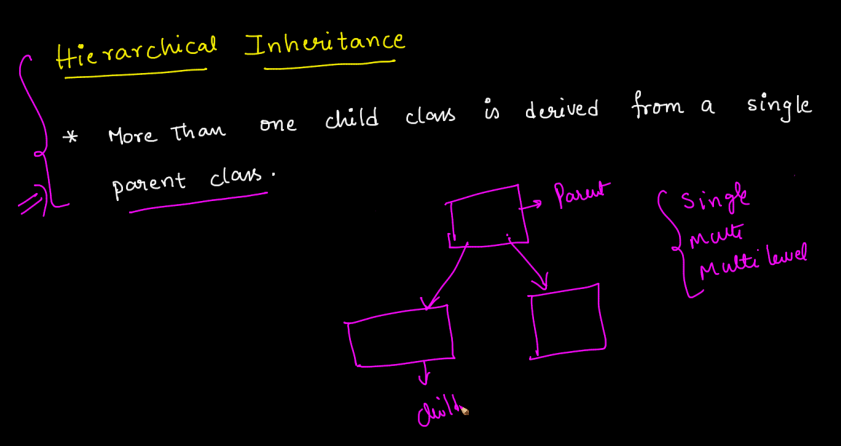 Hierarchical Inheritance
* More than one child class is derived from a single
parent class.
Parent
Single
Multi
Multi level
child